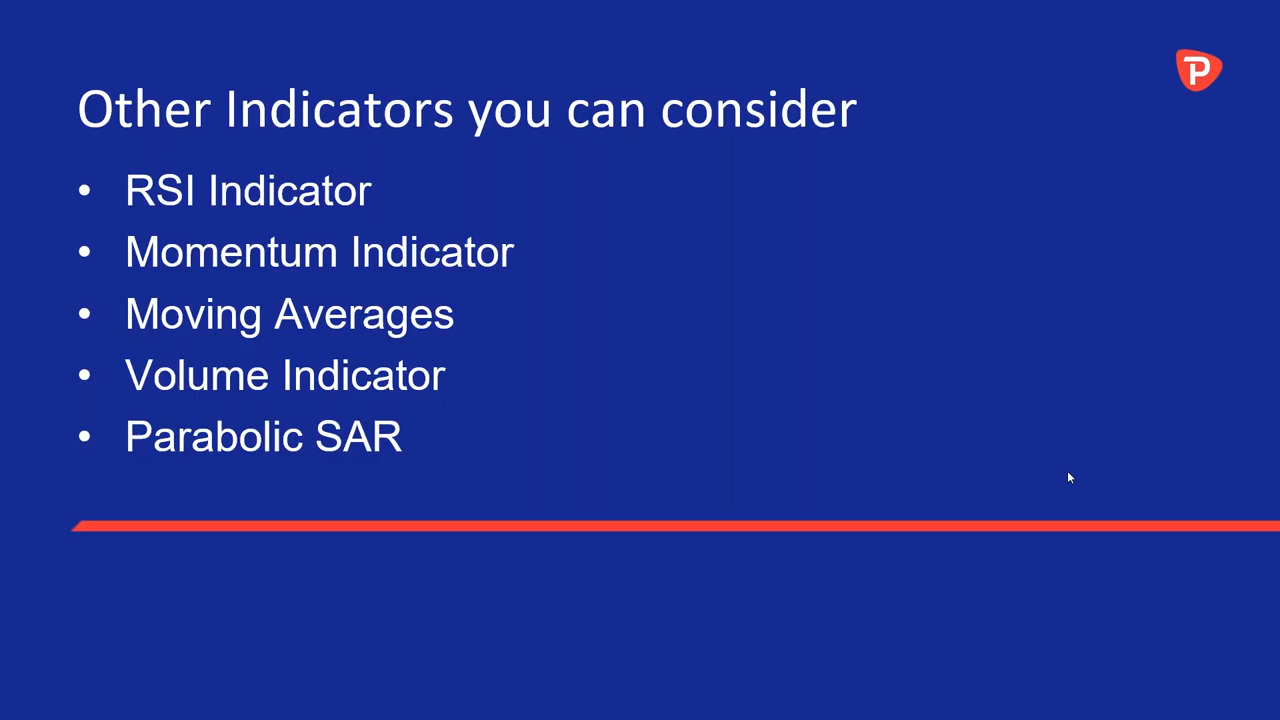 P
Other Indicators you can consider
• RSI Indicator
• Momentum Indicator
• Moving Averages
• Volume Indicator
• Parabolic SAR